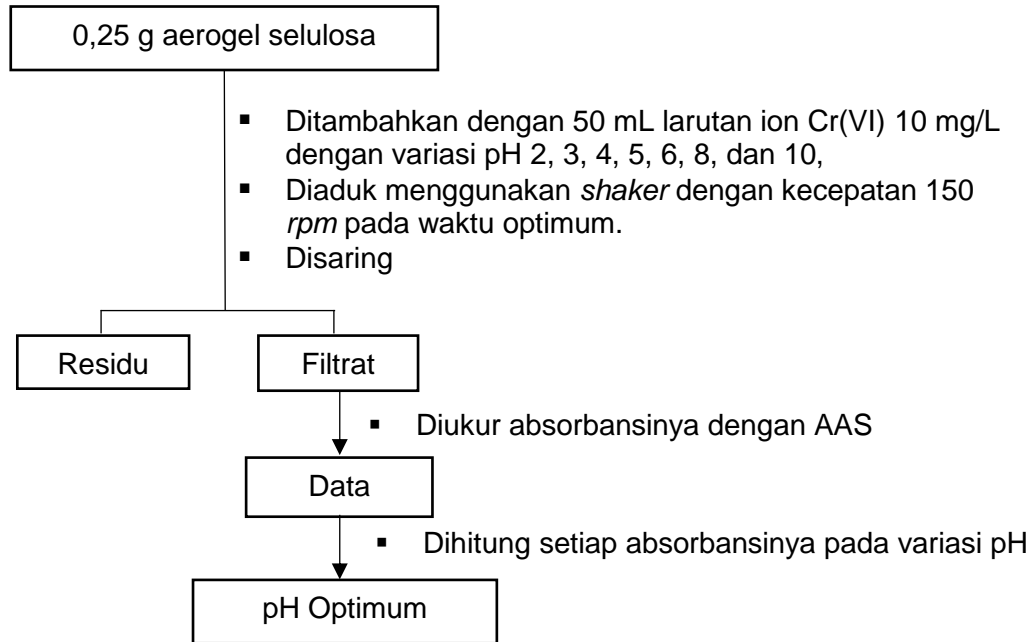 0,25 g aerogel selulosa
▪ Ditambahkan dengan 50 mL larutan ion Cr(VI) 10 mg/L
dengan variasi pH 2, 3, 4, 5, 6, 8, dan 10,
▪ Diaduk menggunakan shaker dengan kecepatan 150
rpm pada waktu optimum.
▪ Disaring
Residu
Filtrat
▪ Diukur absorbansinya dengan AAS
Data
▪ Dihitung setiap absorbansinya pada variasi pH
pH Optimum